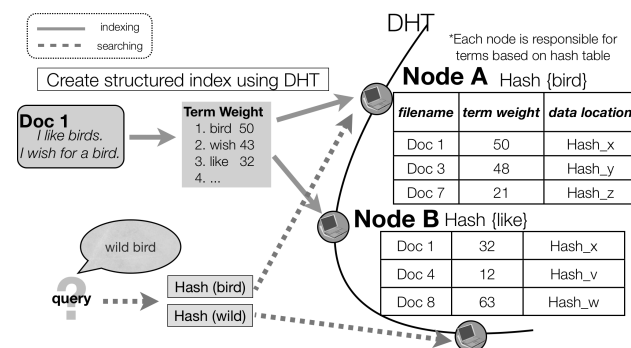 indexing
searching
DHT
*Each node is responsible for
terms based on hash table
Create structured index using DHT
Node A Hash {bird}
filename term weight data location
Doc 1 50 Hash_x
Doc 3 48 Hash_y
Doc 7 21 Hash_z
Doc 1
I like birds.
I wish for a bird.
Term Weight
1. bird 50
2. wish 43
3. like 32
4. ...
Node B Hash {like}
Doc 1 32 Hash_x
Doc 4 12 Hash_v
Doc 8 63 Hash_w
wild bird
?
query
Hash (bird)
Hash (wild)